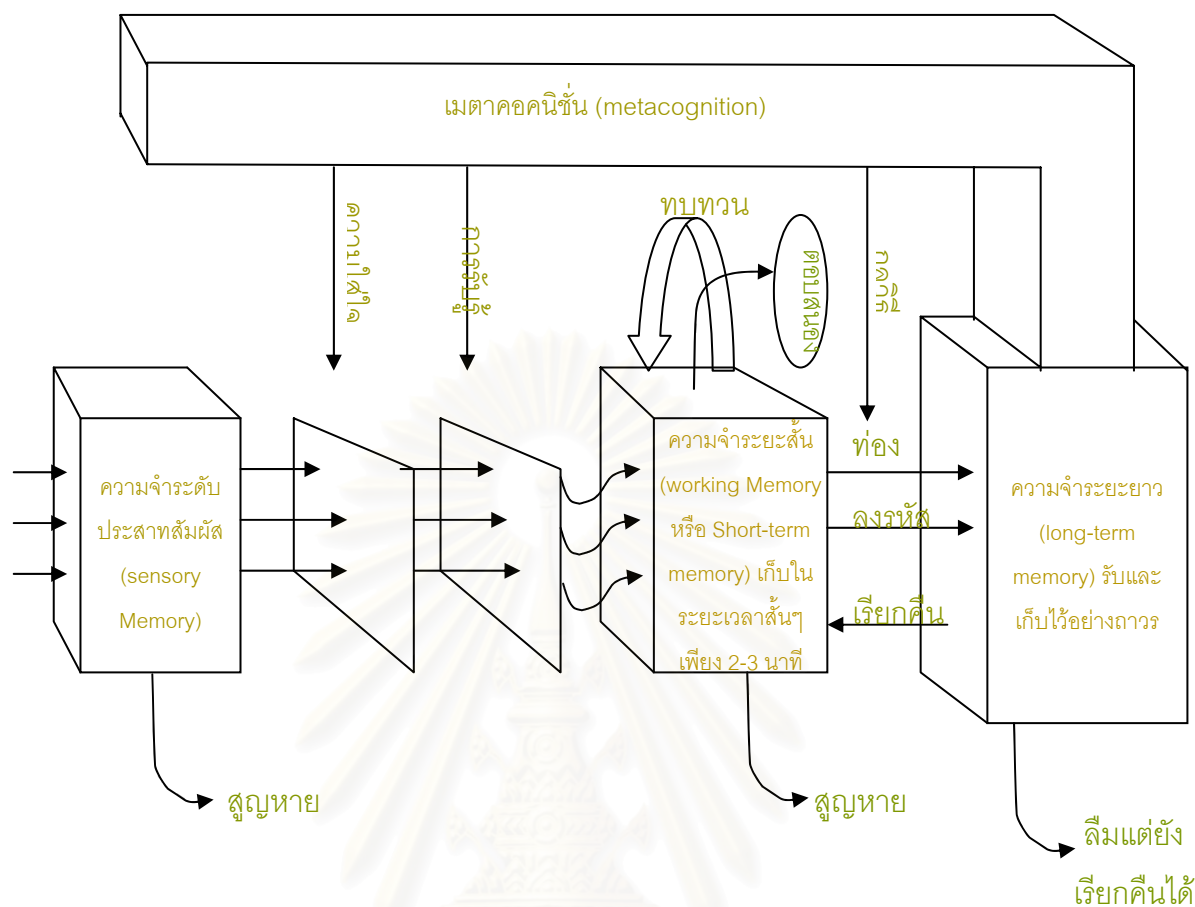 เมตาคอคนิชั่น (metacognition)
ความใส่ใจ
การรับรู้
ทบทวน
ตอบสนอง
กลวิธี
ความจำระดับ
ประสาทสัมผัส
(sensory
Memory)
ความจำระยะสั้น
(working Memory
หรือ Short-term
memory) เก็บใน
ระยะเวลาสั้นๆ
เพียง 2-3 นาที
ท่อง
ลงรหัส
เรียกคืน
ความจำระยะยาว
(long-term
memory) รับและ
เก็บไว้อย่างถาวร
สูญหาย
สูญหาย
ลืมแต่ยัง
เรียกคืนได้